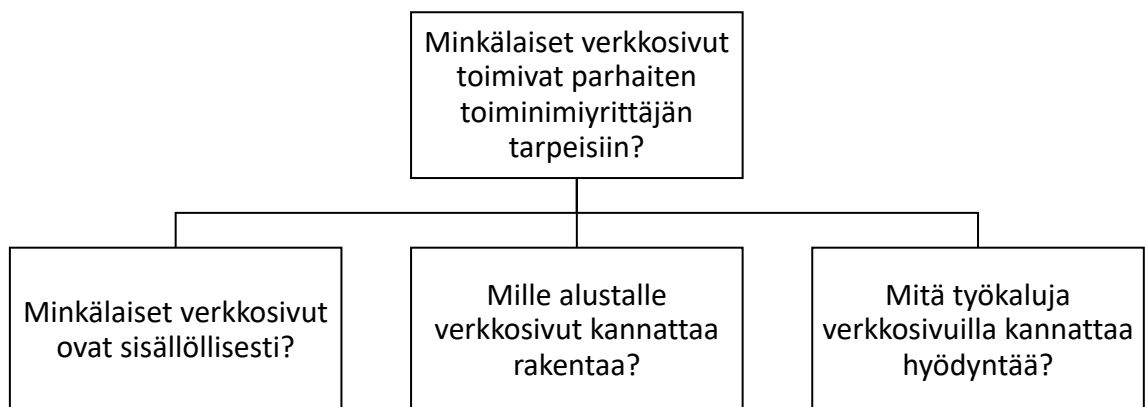 Minkälaiset verkkosivut
toimivat parhaiten
toiminimiyrittäjän
tarpeisiin?
Minkälaiset verkkosivut
ovat sisällöllisesti?
Mille alustalle
verkkosivut kannattaa
rakentaa?
Mitä työkaluja
verkkosivuilla kannattaa
hyödyntää?